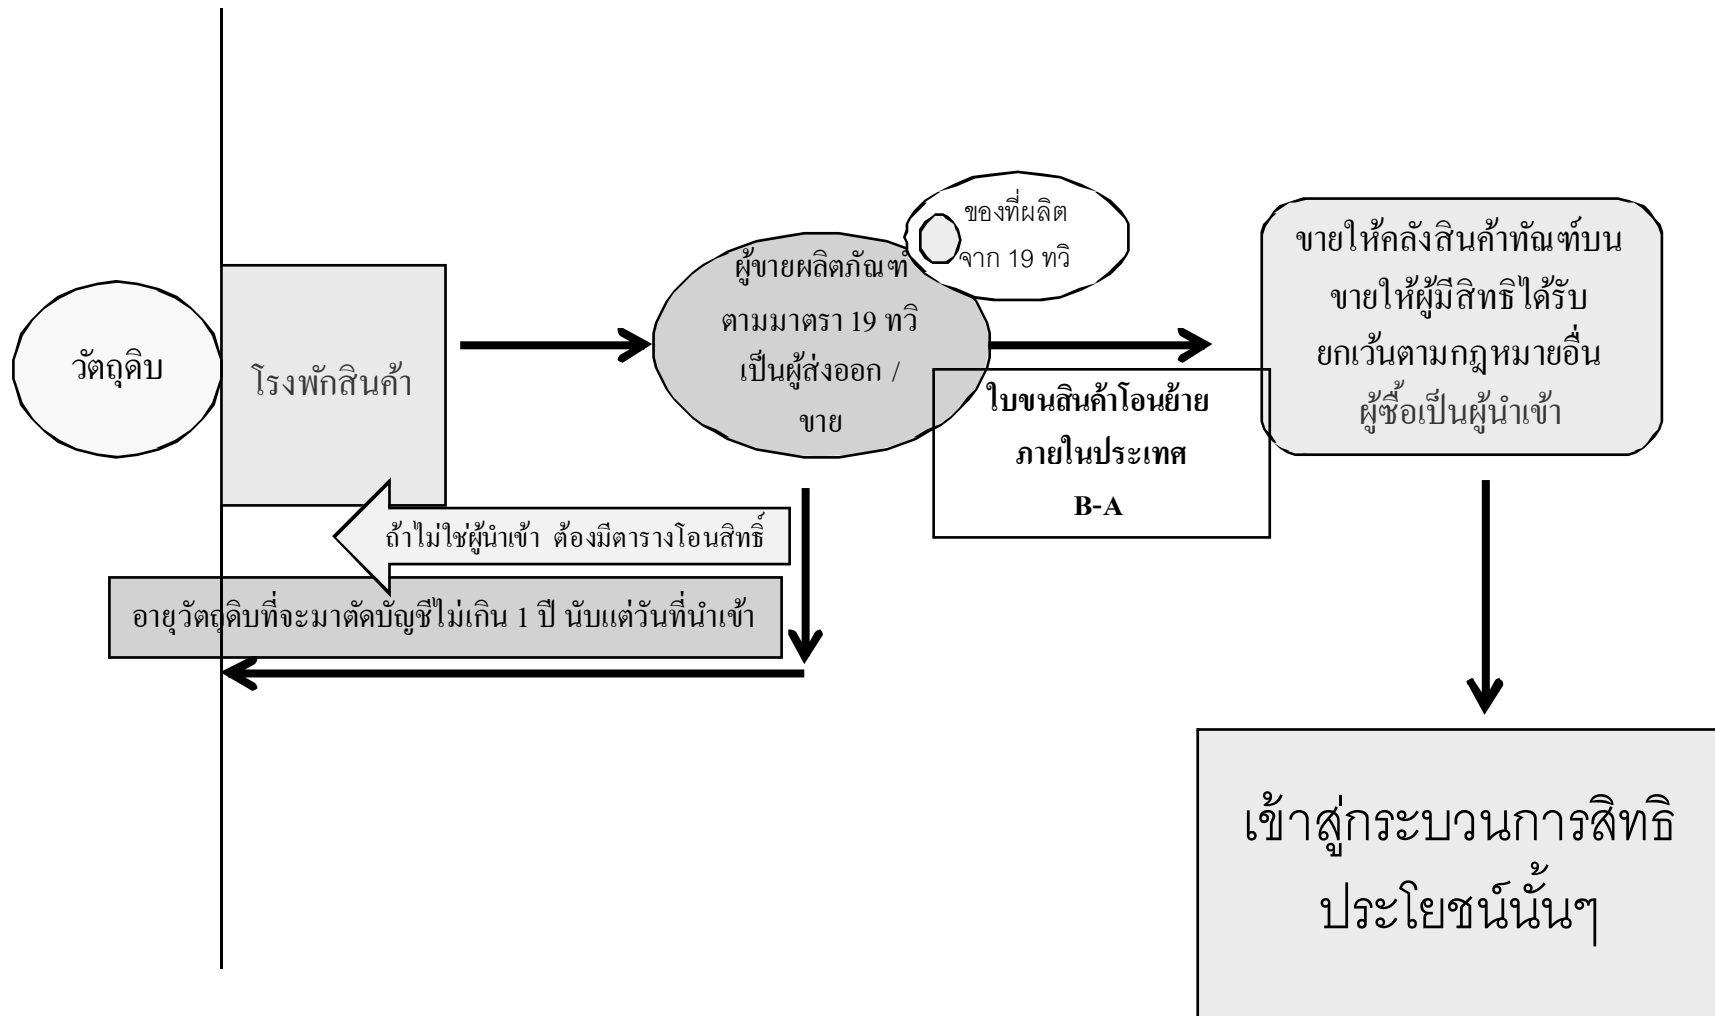 วัตถุดิบ
โรงพักสินค้า
ผู้ขายผลิตภัณฑ์
ตามมาตรา 19 ทวิ
เป็นผู้ส่งออก /
ขาย
ของที่ผลิต
จาก 19 ทวิ
ใบขนสินค้าโอนย้าย
ภายในประเทศ
B-A
ขายให้คลังสินค้าทัณฑ์บน
ขายให้ผู้มีสิทธิได้รับ
ยกเว้นตามกฎหมายอื่น
ผู้ซื้อเป็นผู้นำเข้า
ถ้าไม่ใช่ผู้นำเข้า ต้องมีตารางโอนสิทธิ์
อายุวัตถุดิบที่จะมาตัดบัญชีไม่เกิน 1 ปี นับแต่วันที่นำเข้า
เข้าสู่กระบวนการสิทธิ
ประโยชน์นั้นๆ